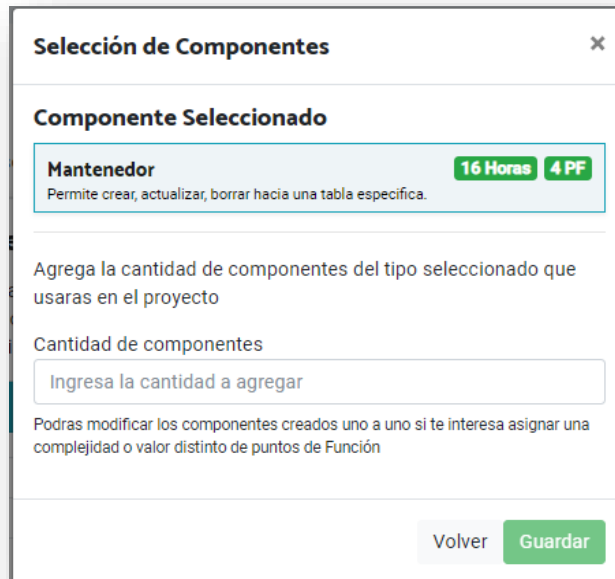 Selección de Componentes ×
Componente Seleccionado
Mantenedor 16 Horas 4 PF
Permite crear, actualizar, borrar hacia una tabla especifica.
Agrega la cantidad de componentes del tipo seleccionado que
usaras en el proyecto
Cantidad de componentes
Ingresa la cantidad a agregar
Podras modificar los componentes creados uno a uno si te interesa asignar una
complejidad o valor distinto de puntos de Función
Volver Guardar